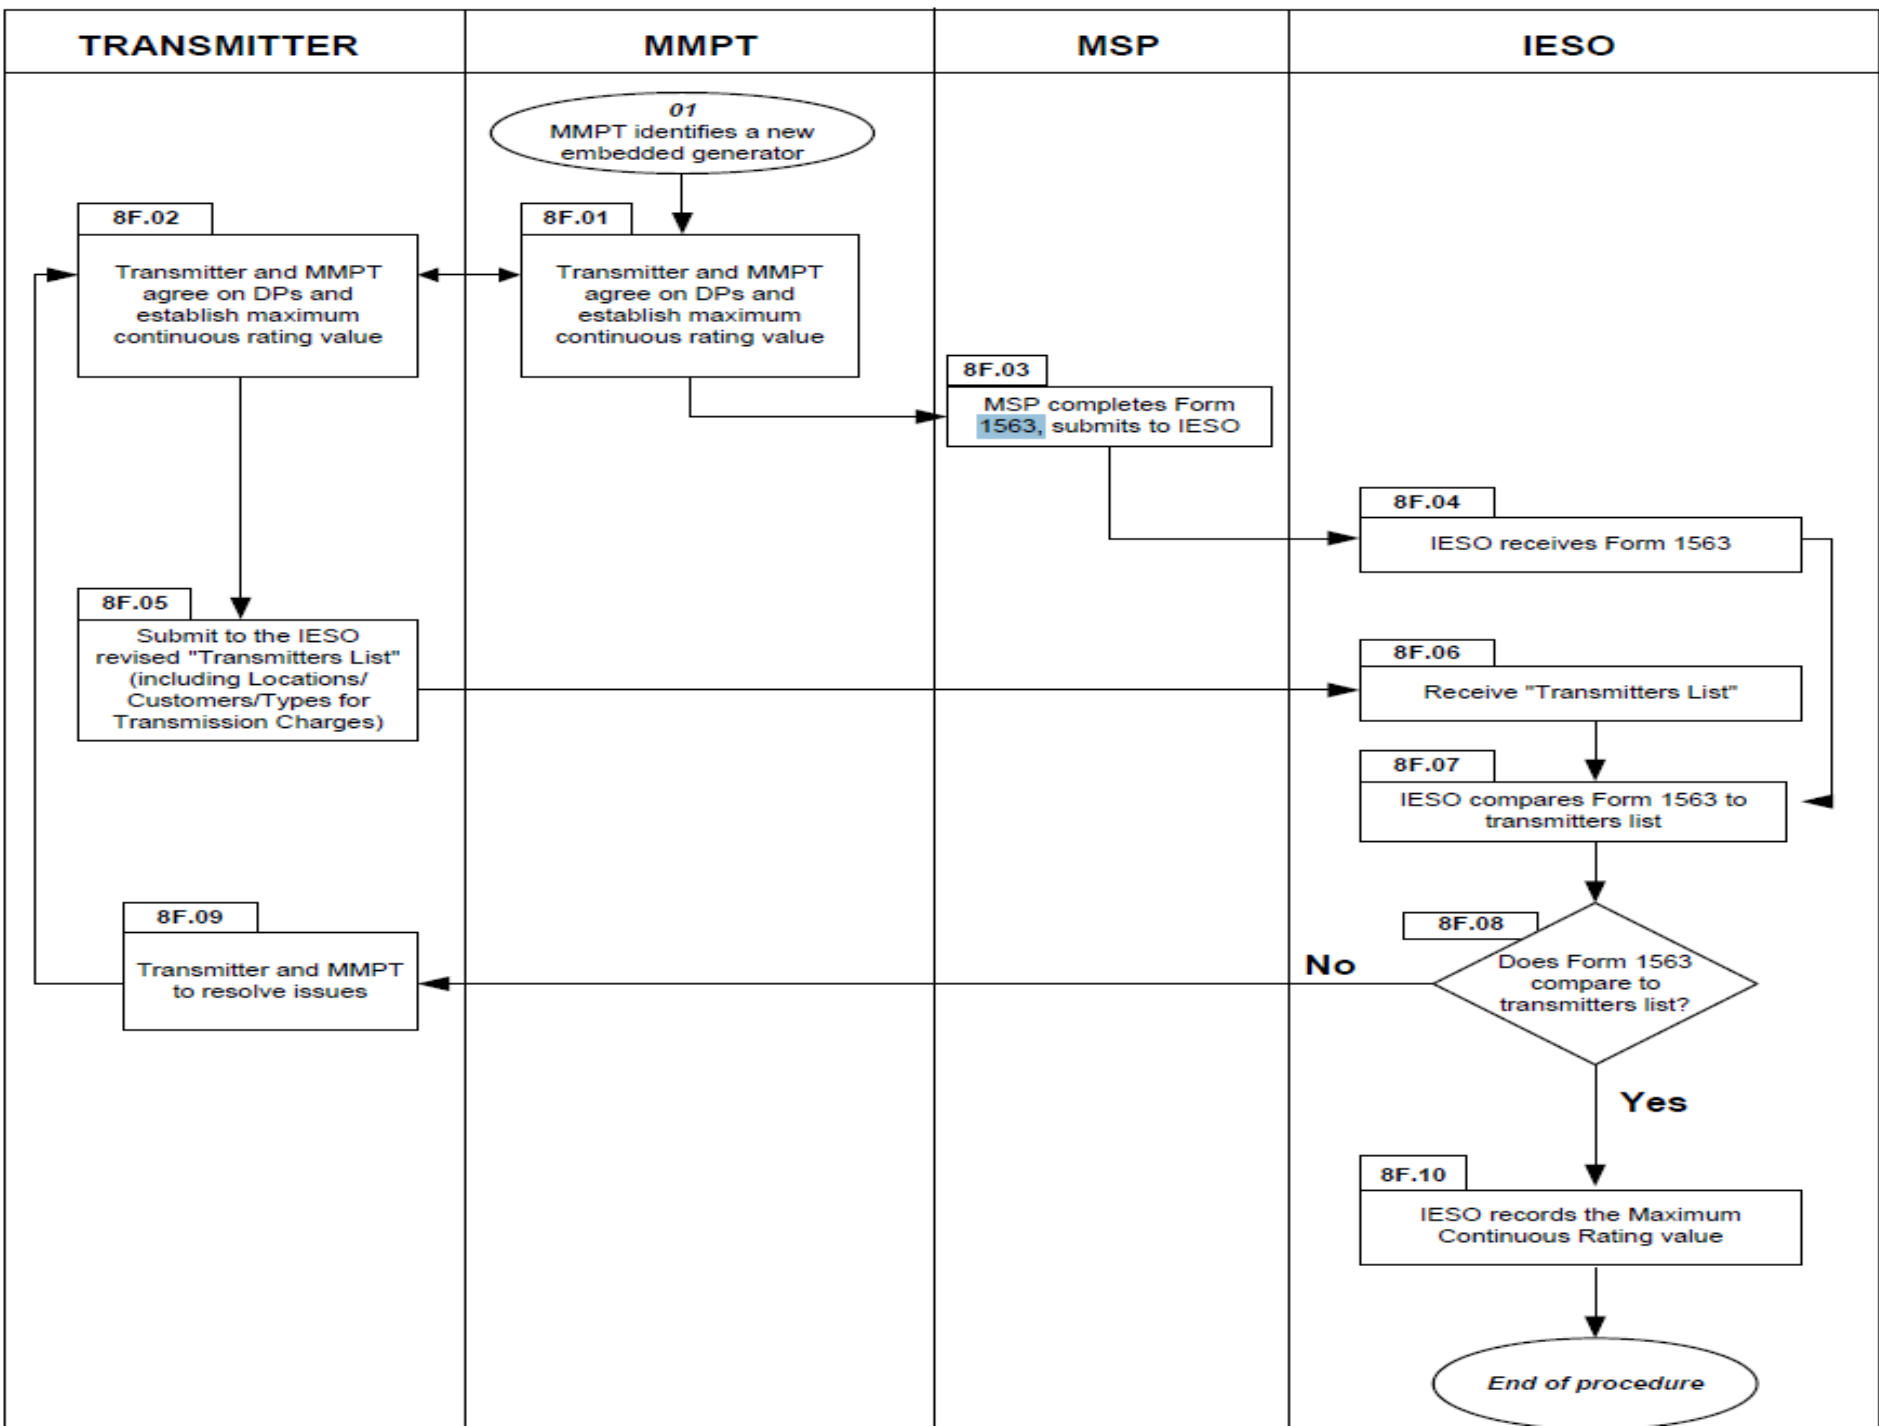 TRANSMITTER
MMPT
MSP
IESO
01
MMPT identifies a new
embedded generator
8F.02
Transmitter and MMPT
agree on DPs and
establish maximum
continuous rating value
8F.01
Transmitter and MMPT
agree on DPs and
establish maximum
continuous rating value
8F.03
MSP completes Form
1563, submits to IESO
8F.04
IESO receives Form 1563
8F.05
Submit to the IESO
revised "Transmitters List"
(including Locations/
Customers/Types for
Transmission Charges)
8F.06
Receive "Transmitters List"
8F.07
IESO compares Form 1563 to
transmitters list
8F.08
Does Form 1563
compare to
transmitters list?
No
8F.09
Transmitter and MMPT
to resolve issues
Yes
8F.10
IESO records the Maximum
Continuous Rating value
End of procedure